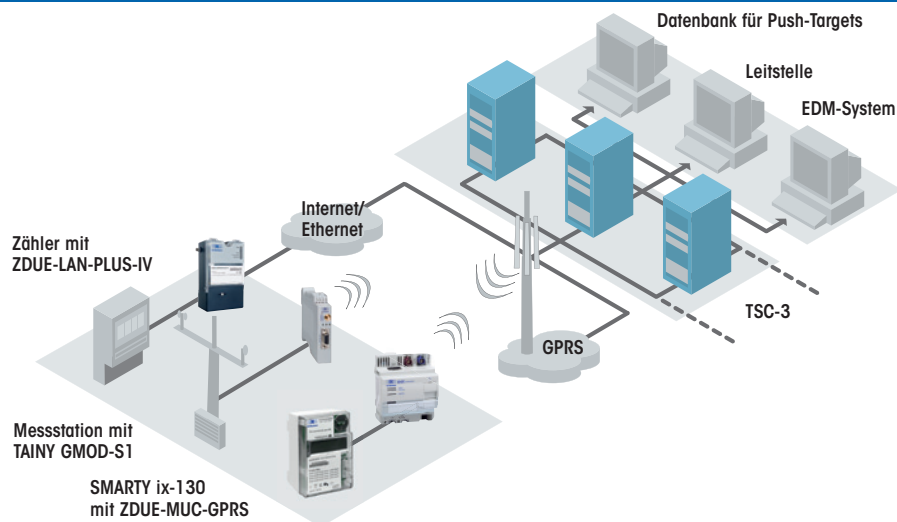 Datenbank für Push-Targets
Leitstelle
EDM-System
Internet/
Ethernet
Zähler mit
ZDUE-LAN-PLUS-IV
TSC-3
GPRS
Messstation mit
TAINY GMOD-S1
SMARTY ix-130
mit ZDUE-MUC-GPRS